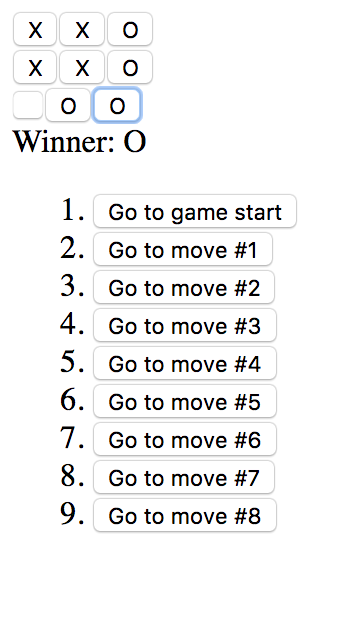 X X O
X X O
O O
Winner: O
1. Go to game start
2. Go to move #1
3. Go to move #2
4. Go to move #3
5. Go to move #4
6. Go to move #5
7. Go to move #6
8. Go to move #7
9. Go to move #8